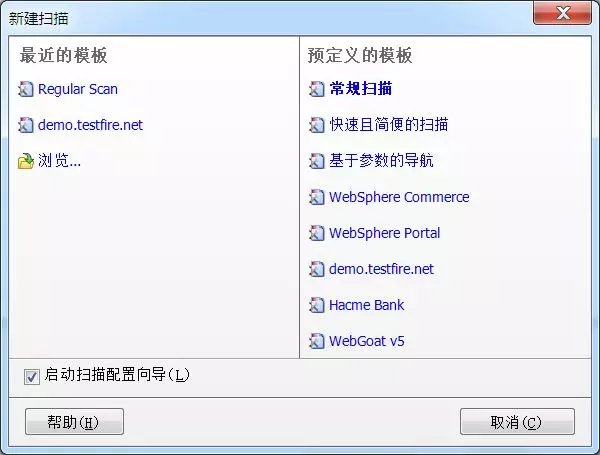 新建扫描
最近的模板
Regular Scan
demo.testfire.net
浏览...
预定义的模板
常规扫描
快速且简便的扫描
基于参数的导航
WebSphere Commerce
WebSphere Portal
demo.testfire.net
Hacme Bank
WebGoat v5
启动扫描配置向导(L)
帮助(H)
取消(C)